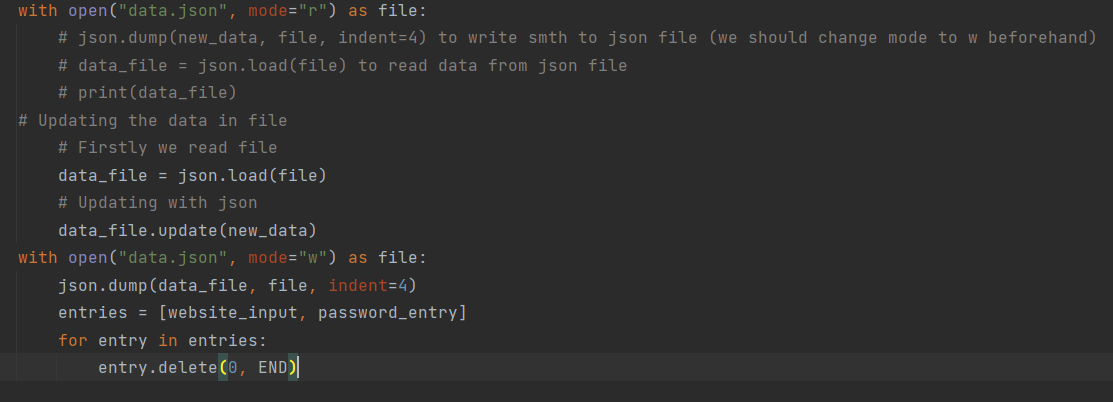 with open("data.json", mode="r") as file:
    # json.dump(new_data, file, indent=4) to write smth to json file (we should change mode to w beforehand)
    # data_file = json.load(file) to read data from json file
    # print(data_file)
# Updating the data in file
    # Firstly we read file
    data_file = json.load(file)
    # Updating with json
    data_file.update(new_data)
with open("data.json", mode="w") as file:
    json.dump(data_file, file, indent=4)
    entries = [website_input, password_entry]
    for entry in entries:
        entry.delete(0, END)